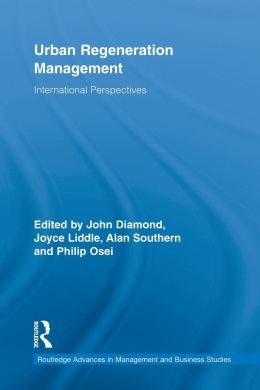 Urban Regeneration
Management
International Perspectives
Edited by John Diamond,
Joyce Liddle, Alan Southern
and Philip Osei
ROUTLEDGE
Routledge Advances in Management and Business Studies